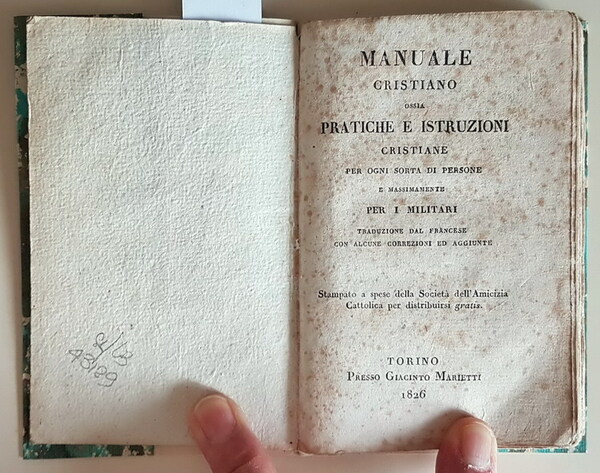 MANUALE
CRISTIANO
OSSIA
PRATICHE E ISTRUZIONI
CRISTIANE
PER OGNI SORTA DI PERSONE
E MASSIMAMENTE
PER I MILITARI
TRADUZIONE DAL FRANCESE
CON ALCUNE CORREZIONI ED AGGIUNTE
Stampato a spese della Società dell'Amicizia
Cattolica per distribuirsi gratis.
TORINO
PRESSO GIACINTO MARIETTI
1826